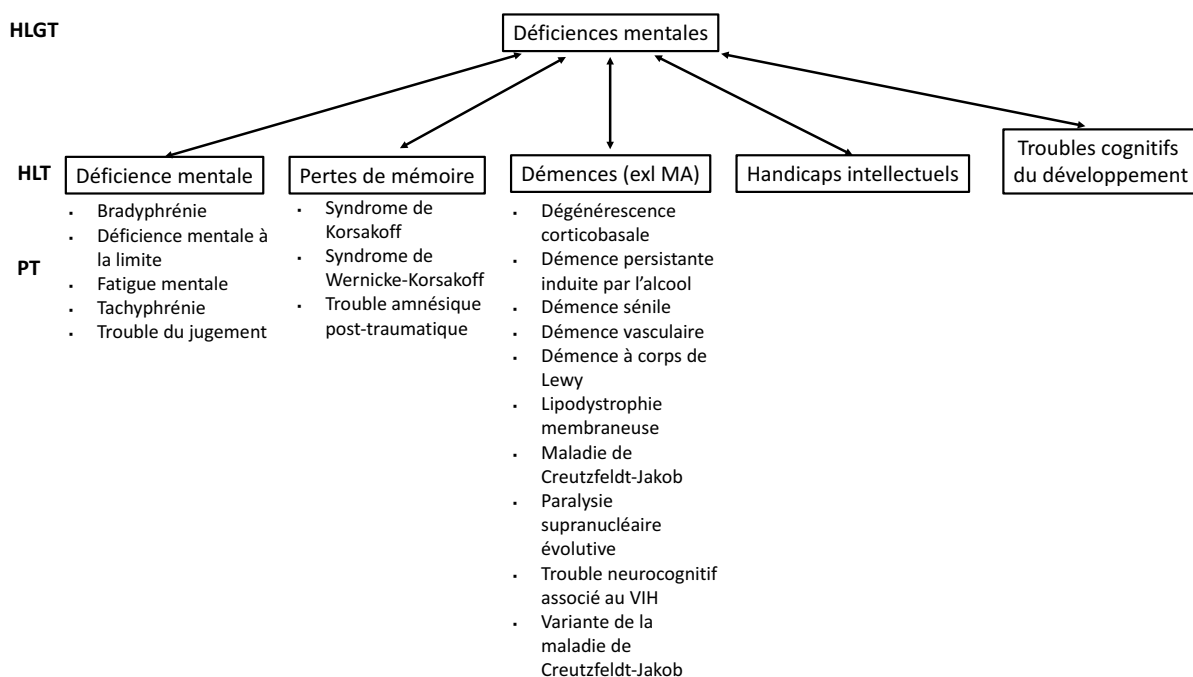 HLGT
Déficiences mentales
HLT
Déficience mentale
Pertes de mémoire
Démences (exl MA)
Handicaps intellectuels
Troubles cognitifs
du développement
PT
▪ Bradyphrénie
▪ Déficience mentale à
la limite
▪ Fatigue mentale
▪ Tachyphrénie
▪ Trouble du jugement
▪ Syndrome de
Korsakoff
▪ Syndrome de
Wernicke-Korsakoff
▪ Trouble amnésique
post-traumatique
▪ Dégénérescence
corticobasale
▪ Démence persistante
induite par l’alcool
▪ Démence sénile
▪ Démence vasculaire
▪ Démence à corps de
Lewy
▪ Lipodystrophie
membraneuse
▪ Maladie de
Creutzfeldt-Jakob
▪ Paralysie
supranucléaire
évolutive
▪ Trouble neurocognitif
associé au VIH
▪ Variante de la
maladie de
Creutzfeldt-Jakob